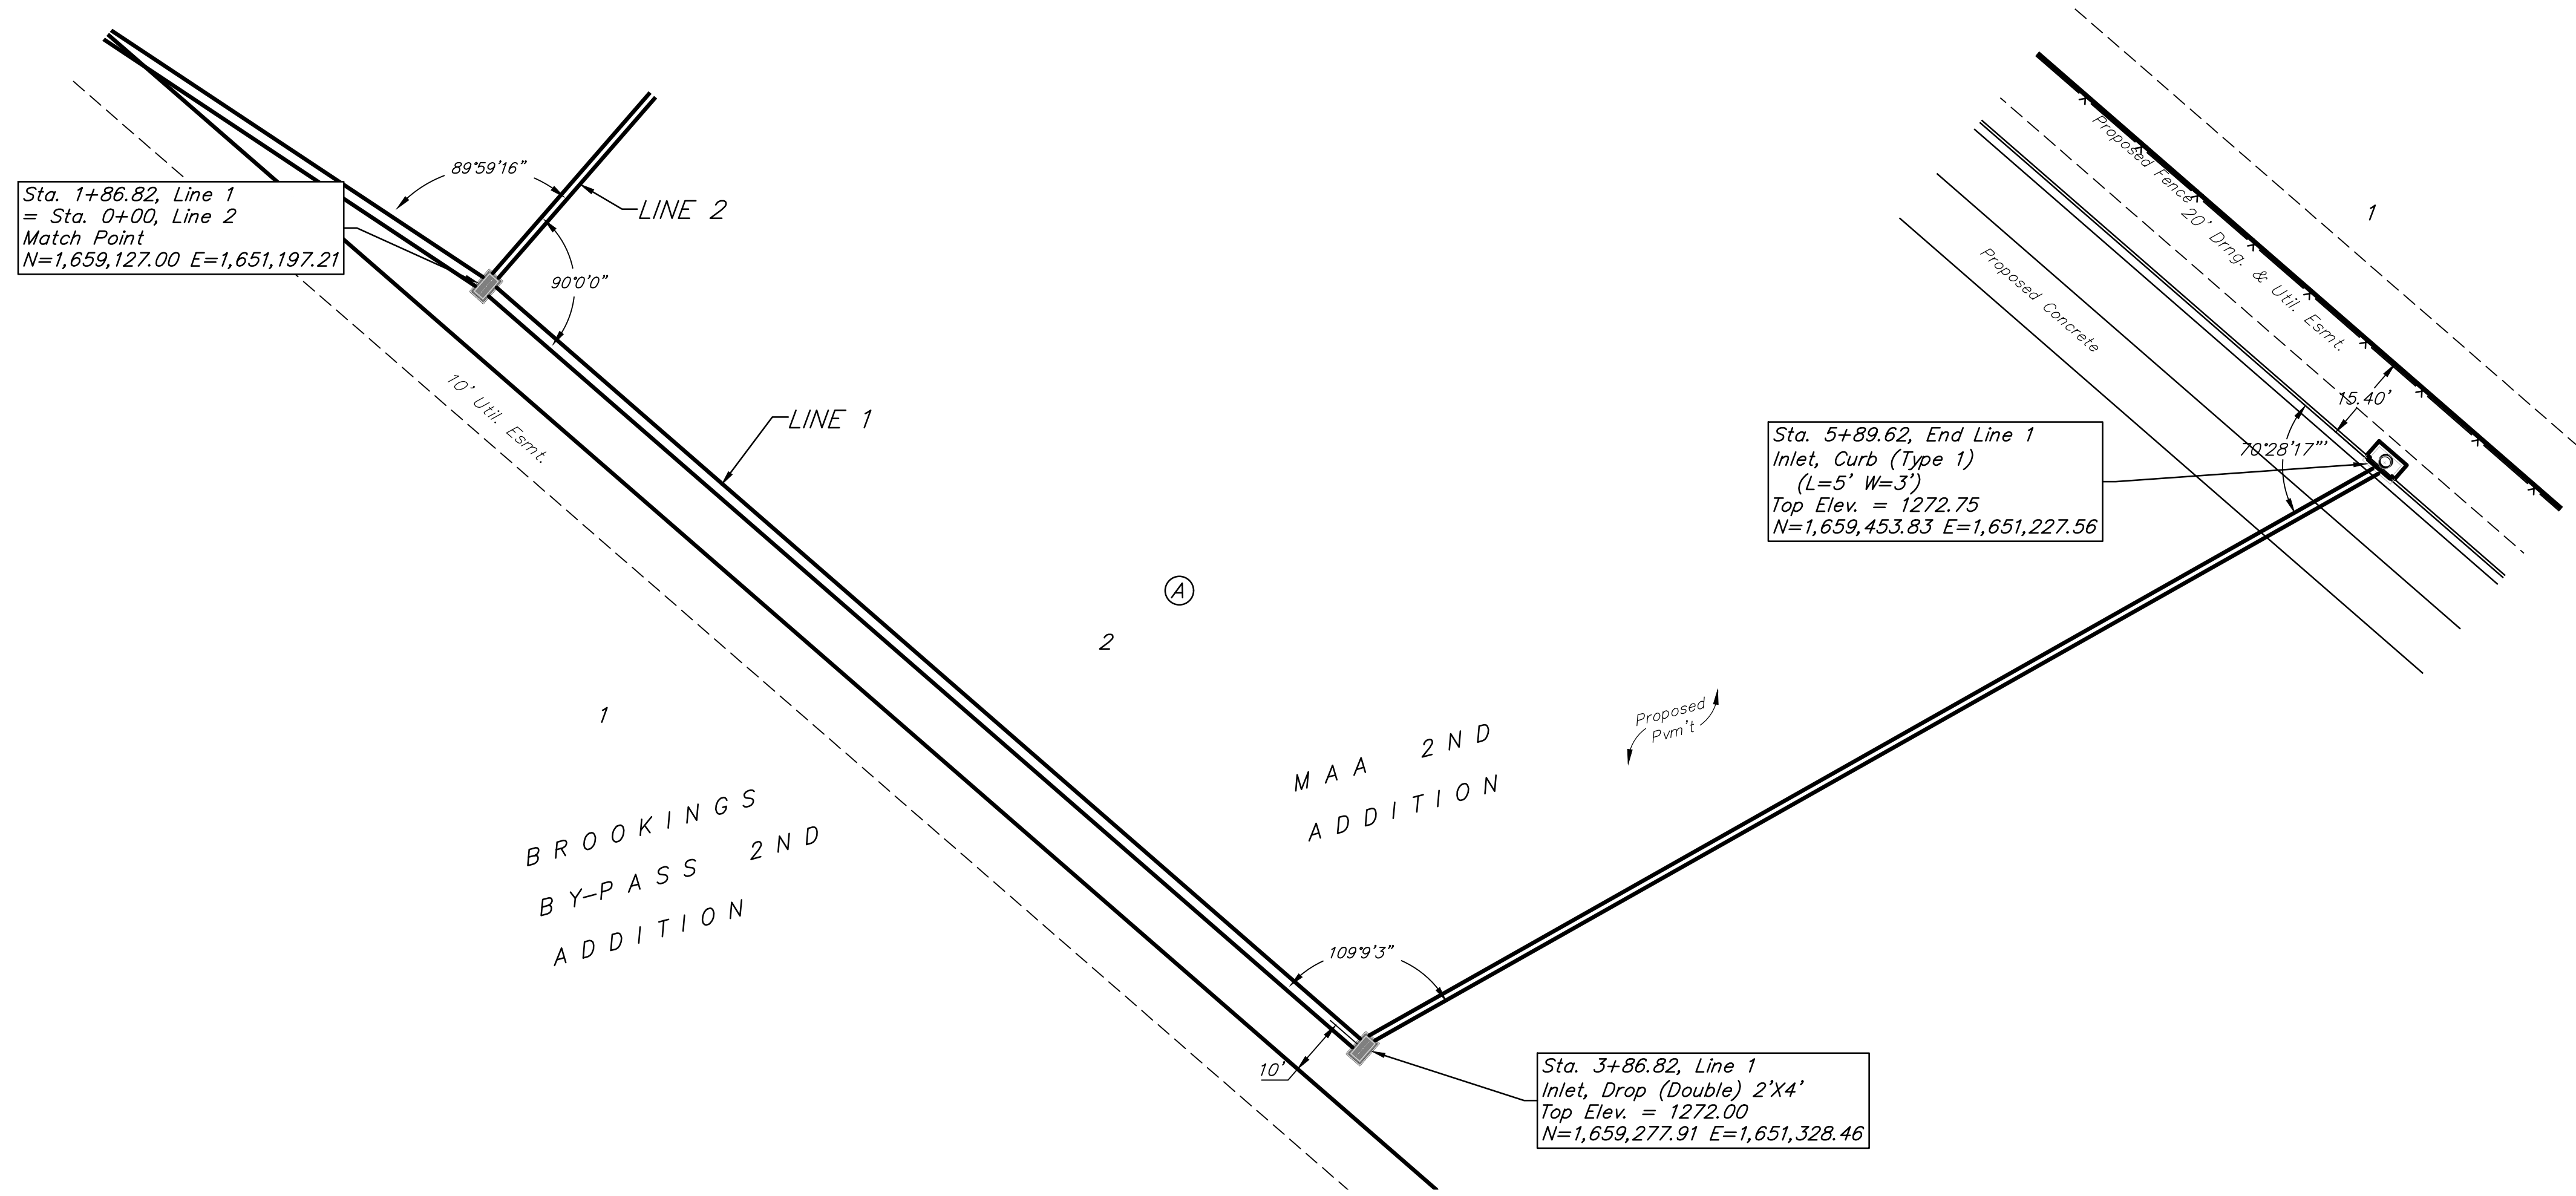 89°59'16"
Sta. 1+86.82, Line 1
= Sta. 0+00, Line 2
Match Point
N=1,659,127.00 E=1,651,197.21
LINE 2
90°0'0"
10' Util. Esmt.
LINE 1
Proposed Fence
20' Drng. & Util. Esmt.
1
Proposed Concrete
15.40'
70°28'17"
Sta. 5+89.62, End Line 1
Inlet, Curb (Type 1)
(L=5' W=3')
Top Elev. = 1272.75
N=1,659,453.83 E=1,651,227.56
A
2
1
Proposed
Pvm't
MAA 2ND
ADDITION
BROOKINGS
BY-PASS 2ND
ADDITION
109°9'3"
10'
Sta. 3+86.82, Line 1
Inlet, Drop (Double) 2'X4'
Top Elev. = 1272.00
N=1,659,277.91 E=1,651,328.46